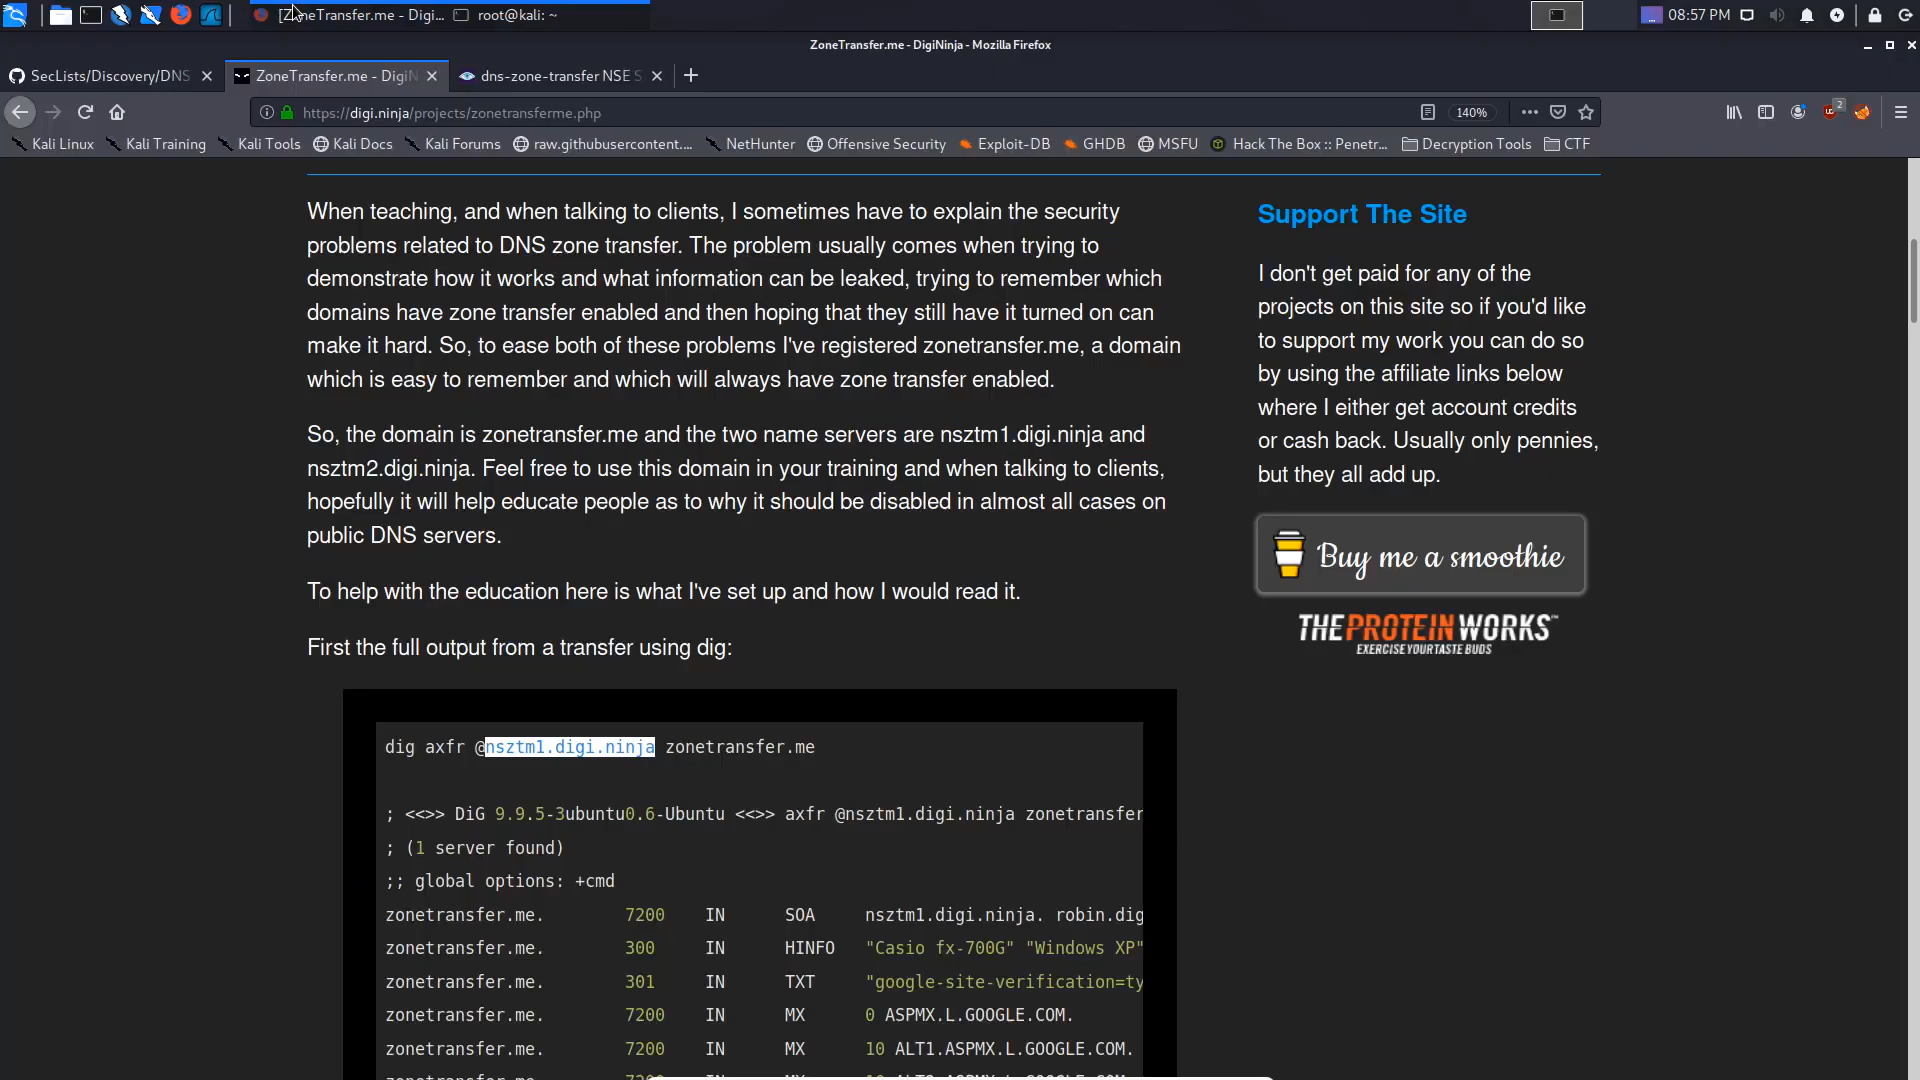 [ZoneTransfer.me - Digi...
root@kali: ~
08:57 PM
ZoneTransfer.me - DigiNinja - Mozilla Firefox
SecLists/Discovery/DNS
ZoneTransfer.me - DigiN
dns-zone-transfer NSE S
https://digi.ninja/projects/zonetransferme.php
140%
2
Kali Linux
Kali Training
Kali Tools
Kali Docs
Kali Forums
raw.githubusercontent....
NetHunter
Offensive Security
Exploit-DB
GHDB
MSFU
Hack The Box :: Penetr...
Decryption Tools
CTF
When teaching, and when talking to clients, I sometimes have to explain the security
problems related to DNS zone transfer. The problem usually comes when trying to
demonstrate how it works and what information can be leaked, trying to remember which
domains have zone transfer enabled and then hoping that they still have it turned on can
make it hard. So, to ease both of these problems I've registered zonetransfer.me, a domain
which is easy to remember and which will always have zone transfer enabled.
So, the domain is zonetransfer.me and the two name servers are nsztm1.digi.ninja and
nsztm2.digi.ninja. Feel free to use this domain in your training and when talking to clients,
hopefully it will help educate people as to why it should be disabled in almost all cases on
public DNS servers.
To help with the education here is what I've set up and how I would read it.
First the full output from a transfer using dig:
dig axfr @nsztm1.digi.ninja zonetransfer.me
; <<>> DiG 9.9.5-3ubuntu0.6-Ubuntu <<>> axfr @nsztm1.digi.ninja zonetransfer
; (1 server found)
;; global options: +cmd
zonetransfer.me. 7200 IN SOA nsztm1.digi.ninja. robin.dig
zonetransfer.me. 300 IN HINFO "Casio fx-700G" "Windows XP"
zonetransfer.me. 301 IN TXT "google-site-verification=ty
zonetransfer.me. 7200 IN MX 0 ASPMX.L.GOOGLE.COM.
zonetransfer.me. 7200 IN MX 10 ALT1.ASPMX.L.GOOGLE.COM.
Support The Site
I don't get paid for any of the
projects on this site so if you'd like
to support my work you can do so
by using the affiliate links below
where I either get account credits
or cash back. Usually only pennies,
but they all add up.
Buy me a smoothie
THEPROTEINWORKS™
EXERCISE YOUR TASTE BUDS